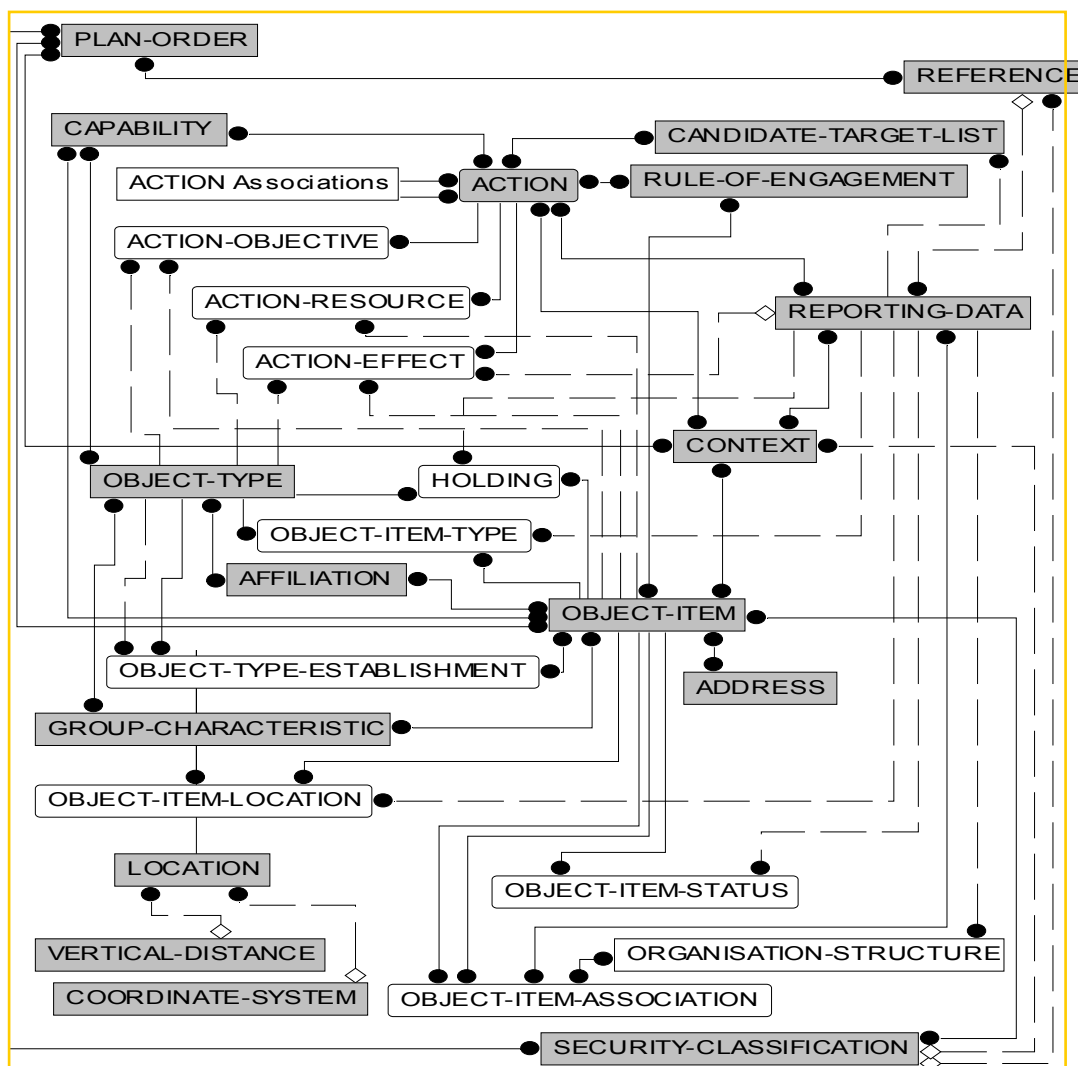 PLAN-ORDER
REFERENCE
CAPABILITY
CANDIDATE-TARGET-LIST
ACTION Associations
ACTION
RULE-OF-ENGAGEMENT
ACTION-OBJECTIVE
ACTION-RESOURCE
REPORTING-DATA
ACTION-EFFECT
CONTEXT
OBJECT-TYPE
HOLDING
OBJECT-ITEM-TYPE
AFFILIATION
OBJECT-ITEM
OBJECT-TYPE-ESTABLISHMENT
ADDRESS
GROUP-CHARACTERISTIC
OBJECT-ITEM-LOCATION
LOCATION
OBJECT-ITEM-STATUS
VERTICAL-DISTANCE
ORGANISATION-STRUCTURE
COORDINATE-SYSTEM
OBJECT-ITEM-ASSOCIATION
SECURITY-CLASSIFICATION